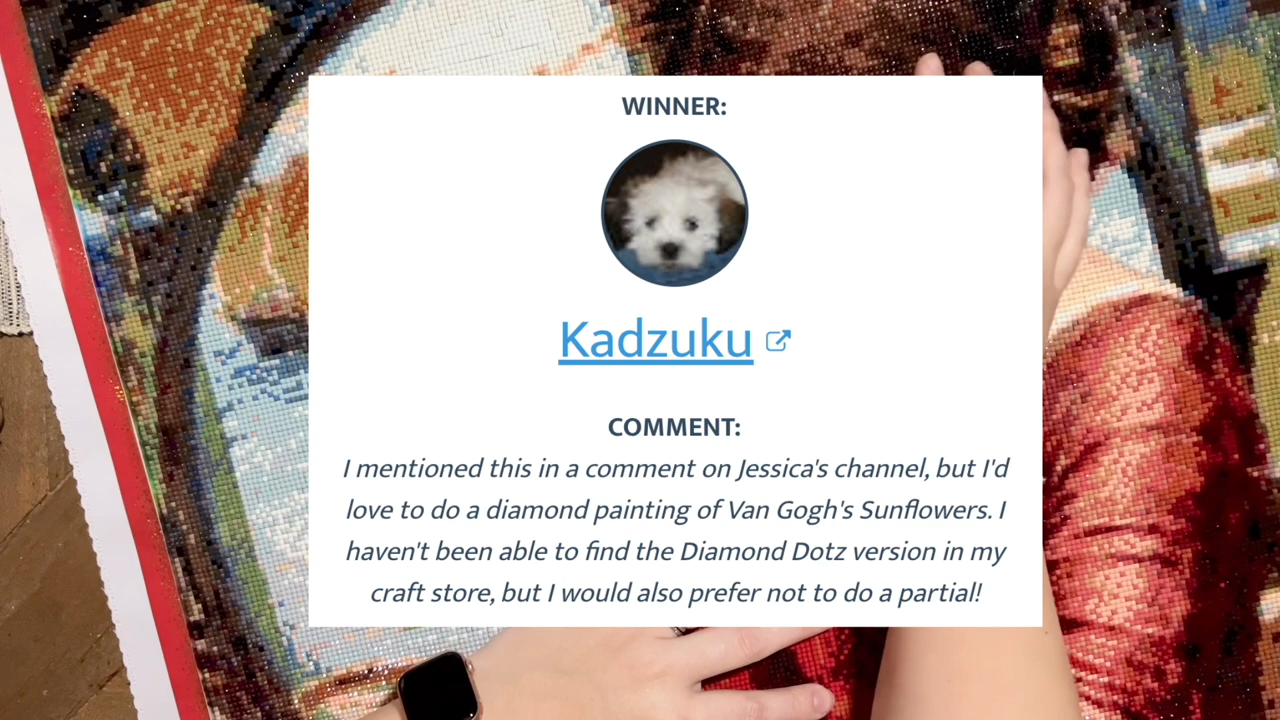 WINNER:
Kadzuku
COMMENT:
I mentioned this in a comment on Jessica's channel, but I'd
love to do a diamond painting of Van Gogh's Sunflowers. I
haven't been able to find the Diamond Dotz version in my
craft store, but I would also prefer not to do a partial!